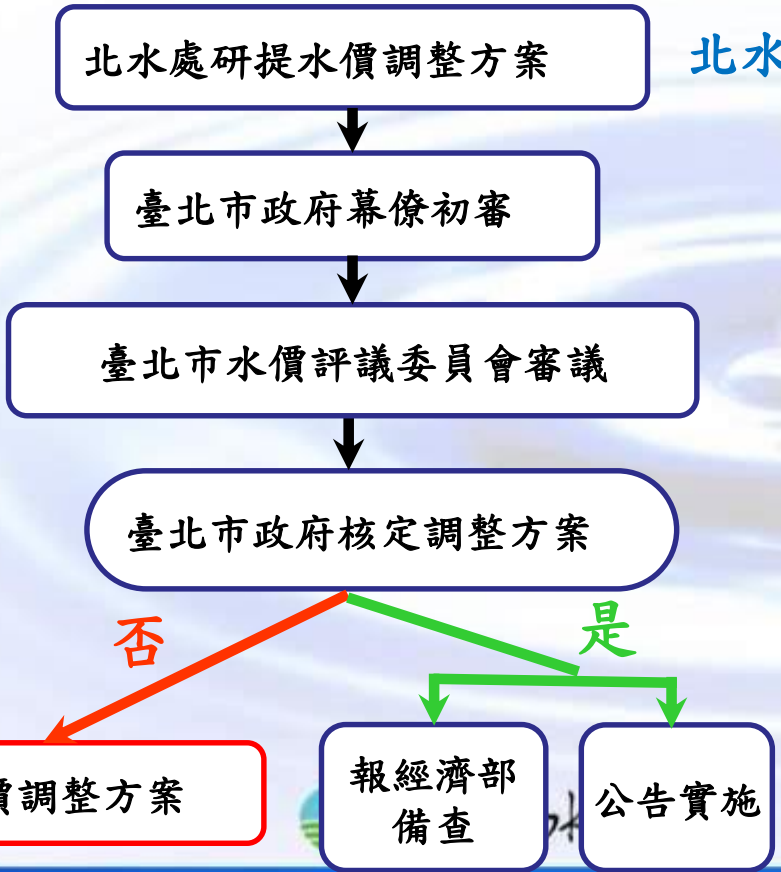 北水處研提水價調整方案
北水
臺北市政府幕僚初審
臺北市水價評議委員會審議
臺北市政府核定調整方案
否
是
價調整方案
報經濟部
備查
公告實施